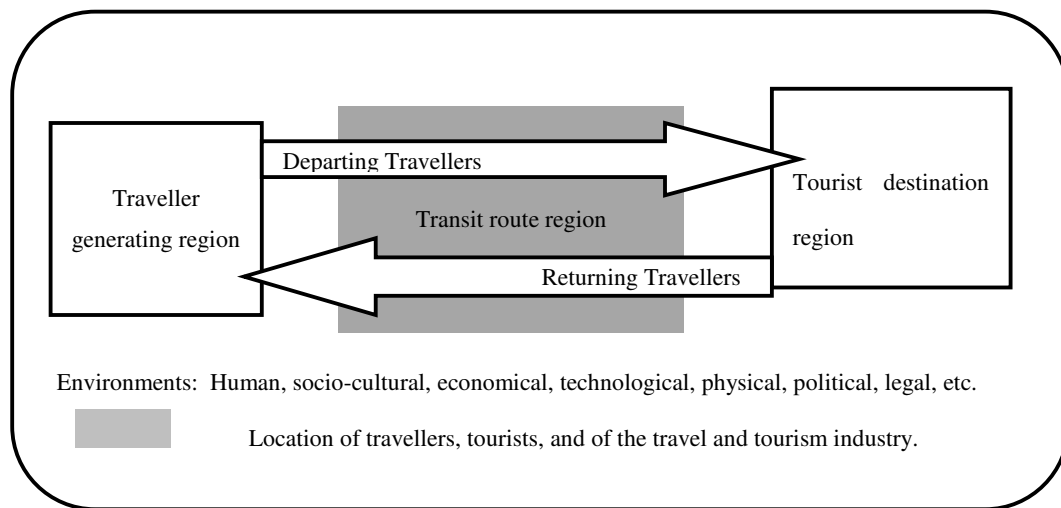 Departing Travellers
Traveller
generating region
Transit route region
Tourist destination
region
Returning Travellers
Environments: Human, socio-cultural, economical, technological, physical, political, legal, etc.
Location of travellers, tourists, and of the travel and tourism industry.